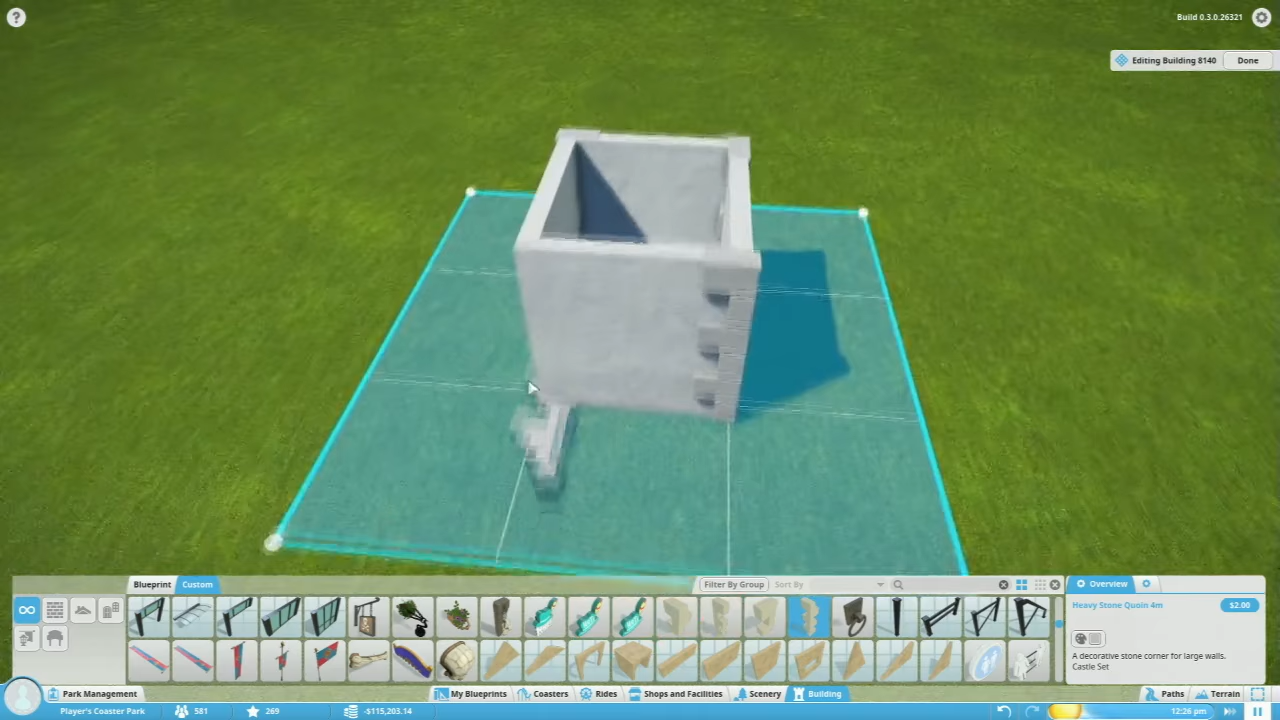 ?
Build 0.3.0.26321
Editing Building 8140
Done
Blueprint
Custom
Filter By Group
Sort By
Overview
Heavy Stone Quoin 4m
$2.00
A decorative stone corner for large walls.
Castle Set
Park Management
My Blueprints
Coasters
Rides
Shops and Facilities
Scenery
Building
Paths
Terrain
Player's Coaster Park
581
269
-$115,203.14
12:26 pm